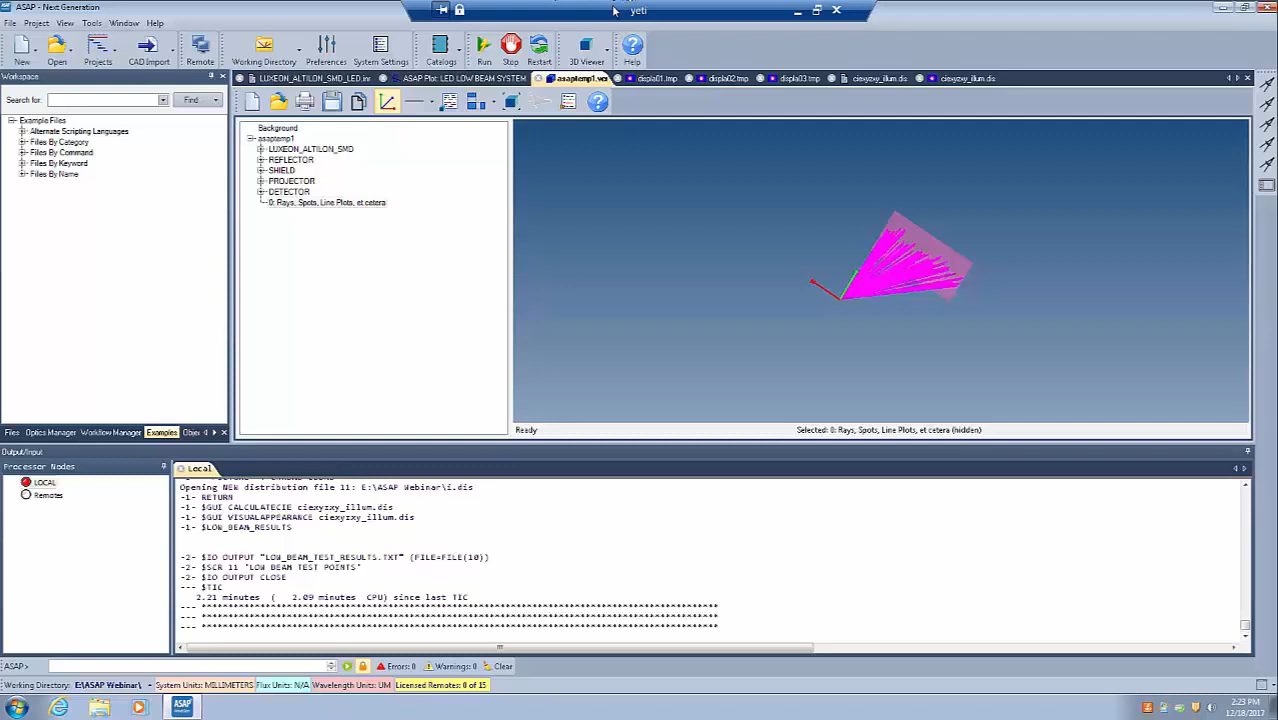 ASAP - Next Generation
yeti
File Project View Tools Window Help
New Open Projects CAD Import Remote Working Directory Preferences System Settings Catalogs Run Stop Restart 3D Viewer Help
Workspace
LUXEON_ALTILON_SMD_LED.inr ASAP Plot: LED LOW BEAM SYSTEM asaptemp1.vcr displa01.tmp displa02.tmp displa03.tmp ciexyzxy_illum.dis ciexyzxy_illum.dis
Search for: Find
Example Files
Alternate Scripting Languages
Files By Category
Files By Command
Files By Keyword
Files By Name
Background
asaptemp1
LUXEON_ALTILON_SMD
REFLECTOR
SHIELD
PROJECTOR
DETECTOR
0: Rays, Spots, Line Plots, et cetera
Files Optics Manager Workflow Manager Examples Objec
Ready Selected: 0: Rays, Spots, Line Plots, et cetera (hidden)
Output/Input
Processor Nodes
LOCAL
Remotes
Local
Opening NEW distribution file 11: E:\ASAP Webinar\i.dis
-1- RETURN
-1- $GUI CALCULATECIE ciexyzxy_illum.dis
-1- $GUI VISUALAPPEARANCE ciexyzxy_illum.dis
-1- $LOW_BEAM_RESULTS
-2- $IO OUTPUT "LOW_BEAM_TEST_RESULTS.TXT" (FILE=FILE(10))
-2- $SCR 11 'LOW BEAM TEST POINTS'
-2- $IO OUTPUT CLOSE
--- $TIC
2.21 minutes ( 2.09 minutes CPU) since last TIC
--- ************************************************************************************************
--- ************************************************************************************************
--- ************************************************************************************************
ASAP> Errors: 0 Warnings: 0 Clear
Working Directory: E:\ASAP Webinar\ System Units: MILLIMETERS Flux Units: N/A Wavelength Units: UM Licensed Remotes: 0 of 15
ASAP
2:23 PM
12/18/2017